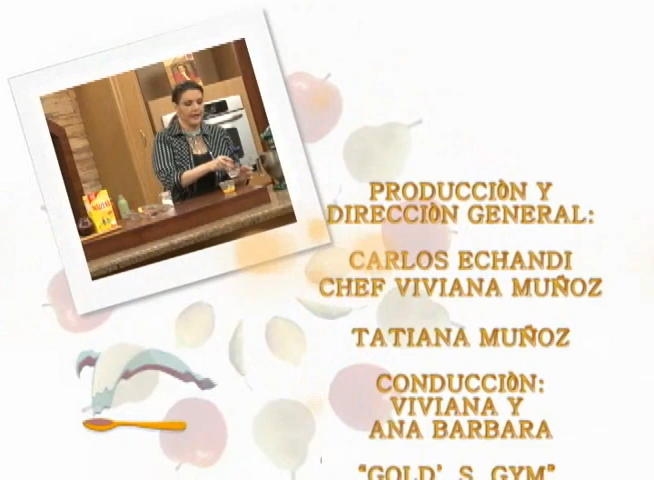 PRODUCCIÒN Y
DIRECCIÒN GENERAL:
CARLOS ECHANDI
CHEF VIVIANA MUÑOZ
TATIANA MUÑOZ
CONDUCCIÒN:
VIVIANA Y
ANA BARBARA
"GOLD' S GYM"